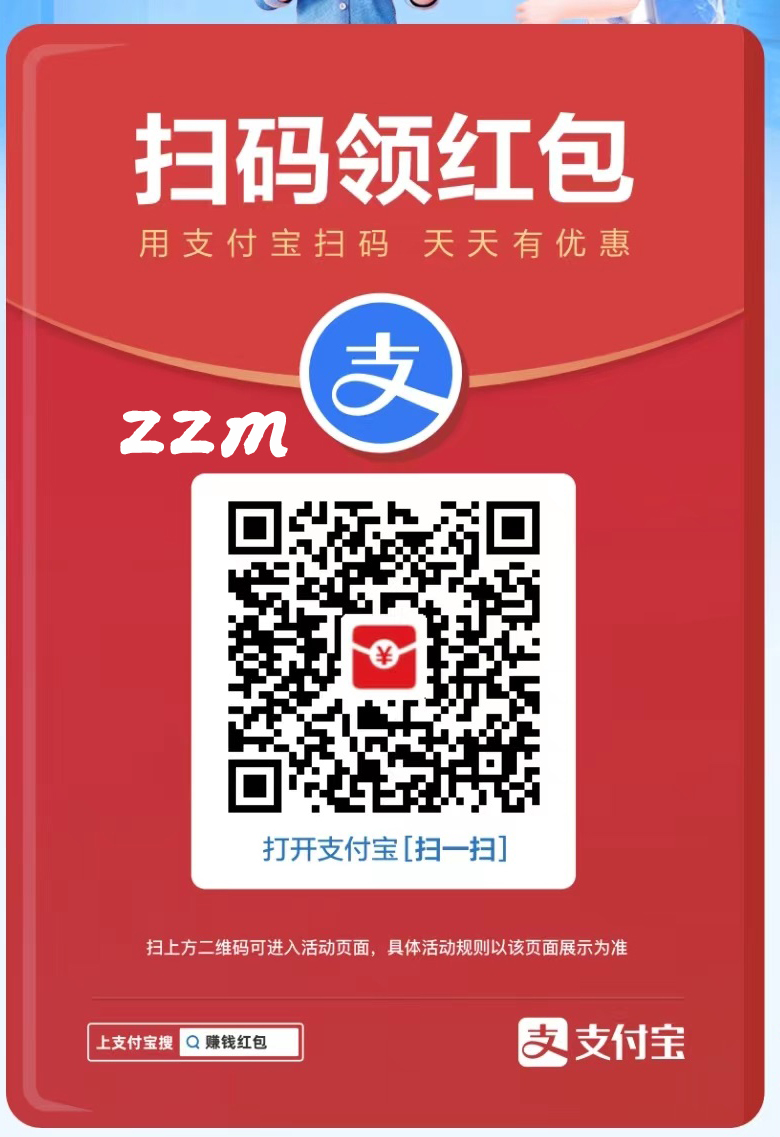 扫码领红包
用支付宝扫码 天天有优惠
支
zzm
¥
打开支付宝[扫一扫]
扫上方二维码可进入活动页面，具体活动规则以该页面展示为准
上支付宝搜 赚钱红包
支 支付宝